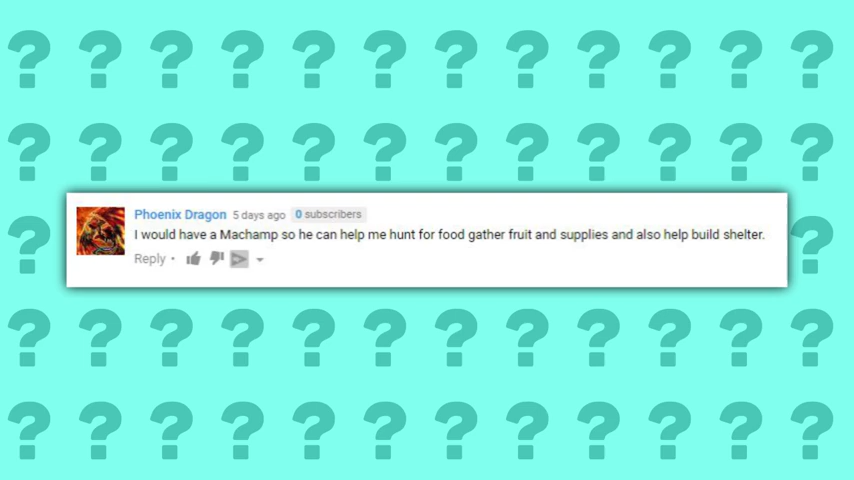 Phoenix Dragon 5 days ago 0 subscribers
I would have a Machamp so he can help me hunt for food gather fruit and supplies and also help build shelter.
Reply •